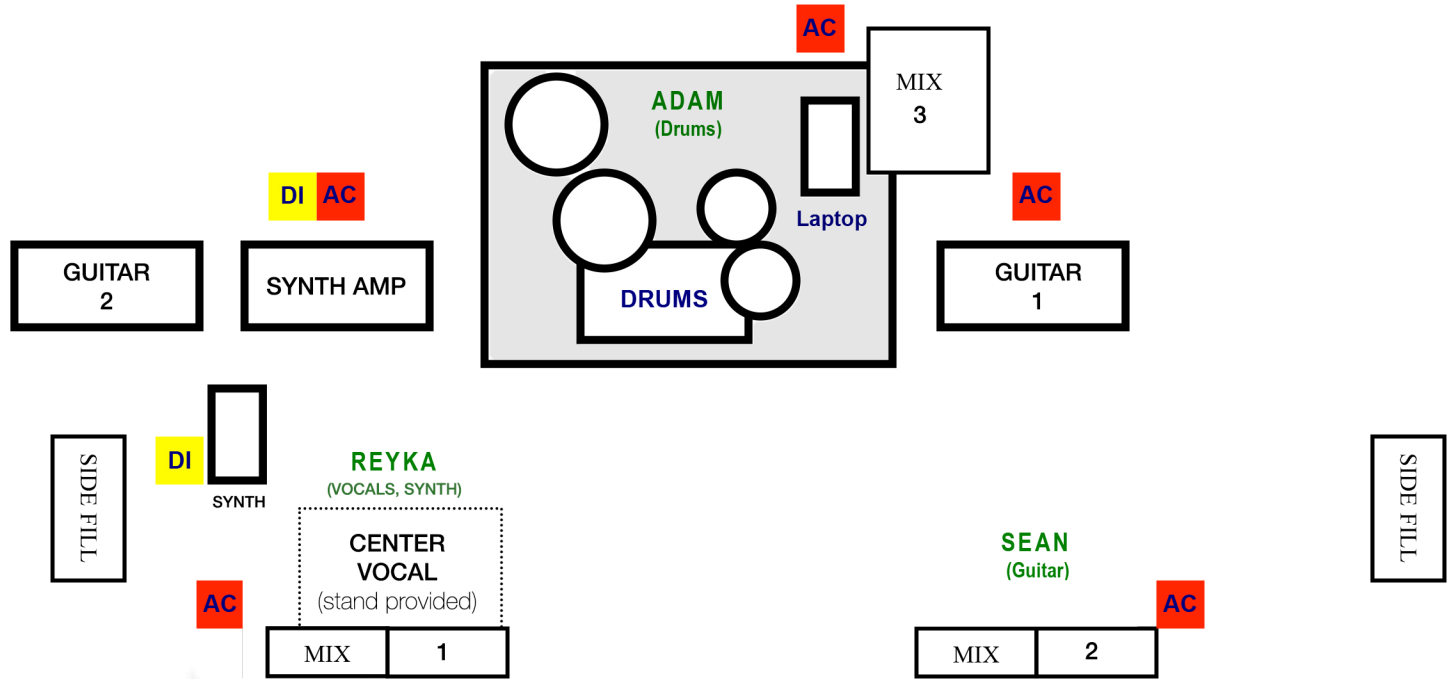 AC
MIX
3
ADAM
(Drums)
Laptop
DRUMS
DI AC
AC
GUITAR
2
SYNTH AMP
GUITAR
1
SIDE FILL
DI
SYNTH
REYKA
(VOCALS, SYNTH)
CENTER
VOCAL
(stand provided)
AC
MIX 1
SEAN
(Guitar)
AC
MIX 2
SIDE FILL